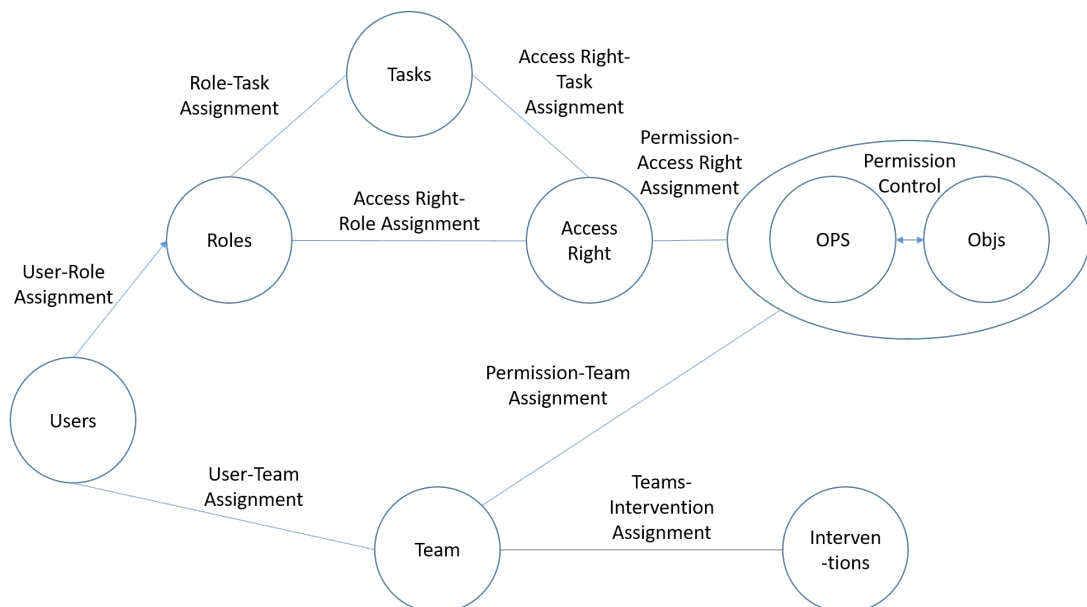 Tasks
Role-Task
Assignment
Access Right-
Task
Assignment
Permission-
Access Right
Assignment
Permission
Control
Access Right-
Role Assignment
Roles
Access
Right
OPS
Objs
User-Role
Assignment
Users
Permission-Team
Assignment
User-Team
Assignment
Teams-
Intervention
Assignment
Team
Interven
-tions